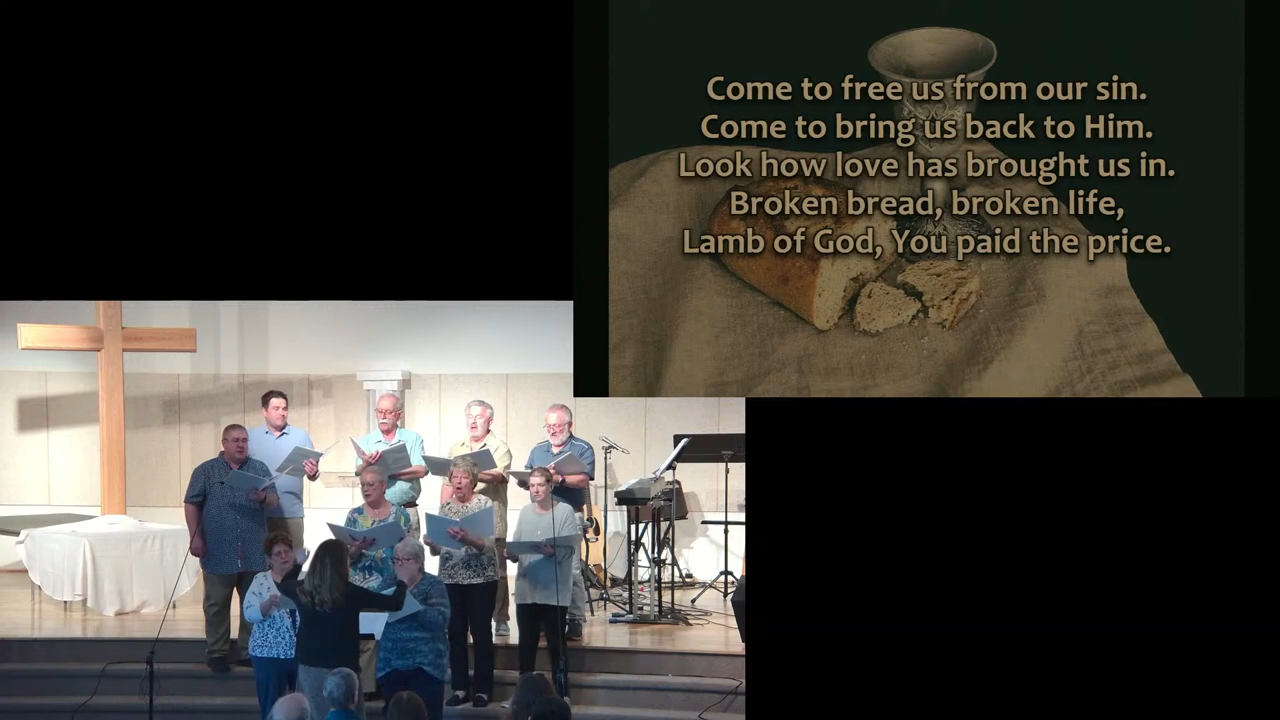 Come to free us from our sin.
Come to bring us back to Him.
Look how love has brought us in.
Broken bread, broken life,
Lamb of God, You paid the price.